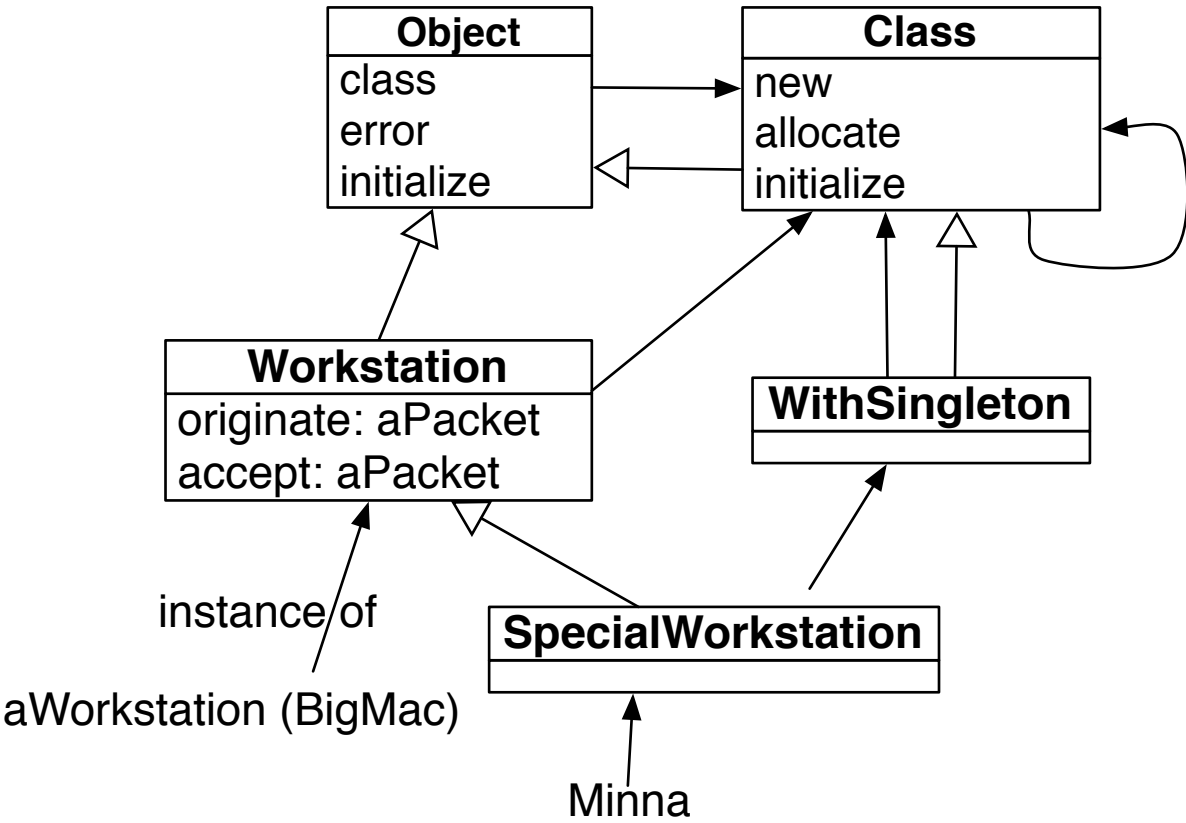 Object
class
error
initialize
Class
new
allocate
initialize
Workstation
originate: aPacket
accept: aPacket
WithSingleton
instance of
SpecialWorkstation
aWorkstation (BigMac)
Minna